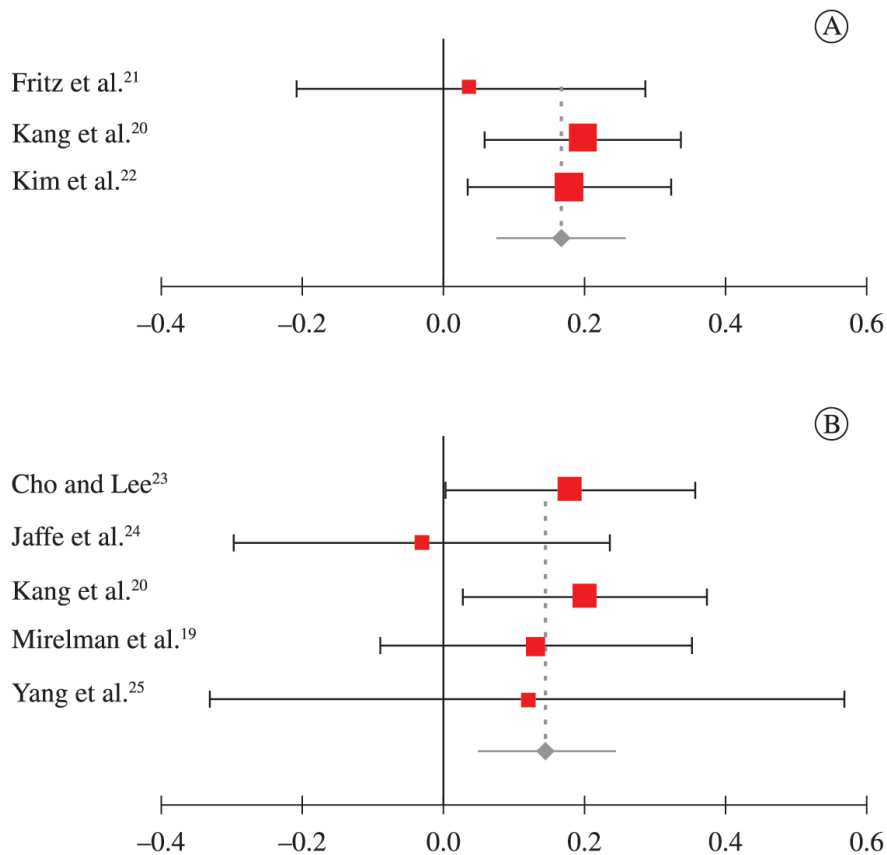 A
Fritz et al.²¹
Kang et al.²⁰
Kim et al.²²
–0.4 –0.2 0.0 0.2 0.4 0.6
B
Cho and Lee²³
Jaffe et al.²⁴
Kang et al.²⁰
Mirelman et al.¹⁹
Yang et al.²⁵
–0.4 –0.2 0.0 0.2 0.4 0.6